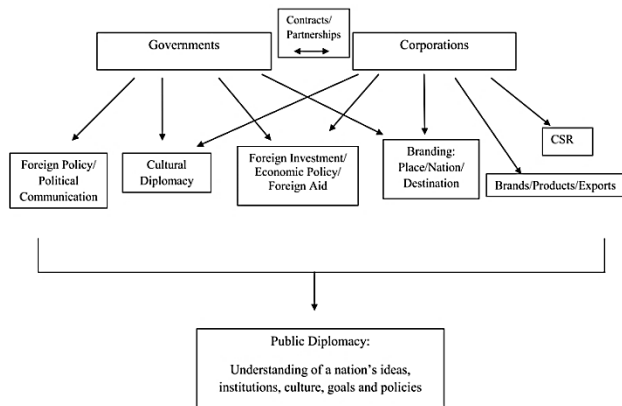 Contracts/
Partnerships
Governments
Corporations
Foreign Policy/
Political
Communication
Cultural
Diplomacy
Foreign Investment/
Economic Policy/
Foreign Aid
Branding:
Place/Nation/
Destination
CSR
Brands/Products/Exports
Public Diplomacy:
Understanding of a nation's ideas,
institutions, culture, goals and policies